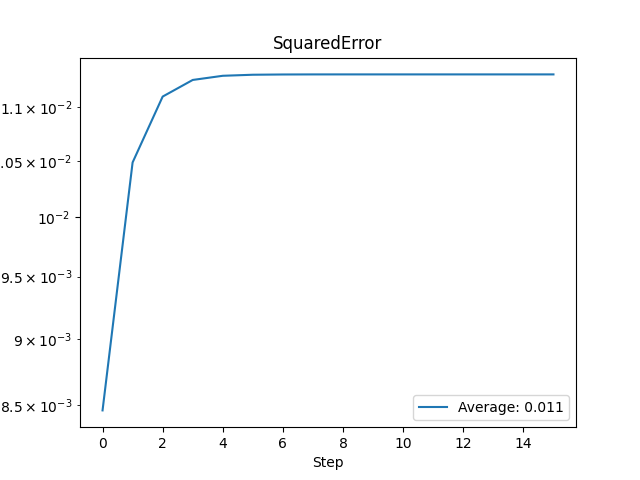 SquaredError
1.1 × 10⁻²
.05 × 10⁻²
10⁻²
9.5 × 10⁻³
9 × 10⁻³
8.5 × 10⁻³
Average: 0.011
0 2 4 6 8 10 12 14
Step